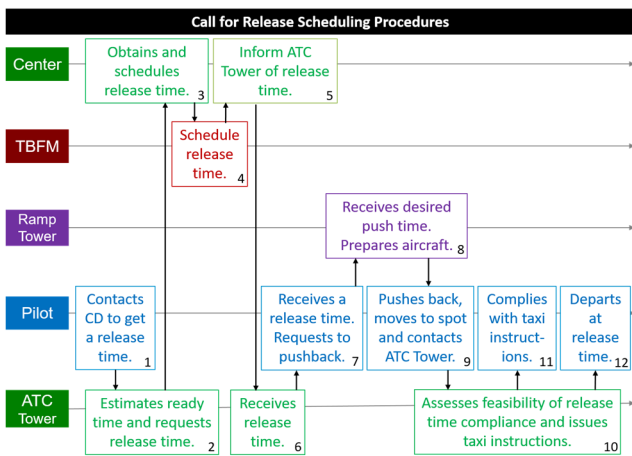 Call for Release Scheduling Procedures
Center
Obtains and
schedules
release time.
3
Inform ATC
Tower of release
time.
5
TBFM
Schedule
release
time.
4
Ramp
Tower
Receives desired
push time.
Prepares aircraft.
8
Pilot
Contacts
CD to get
a release
time.
1
Receives a
release time.
Requests to
pushback.
7
Pushes back,
moves to spot
and contacts
ATC Tower.
9
Complies
with taxi
instruct-
ions.
11
Departs
at
release
time.
12
ATC
Tower
Estimates ready
time and requests
release time.
2
Receives
release
time.
6
Assesses feasibility of release
time compliance and issues
taxi instructions.
10